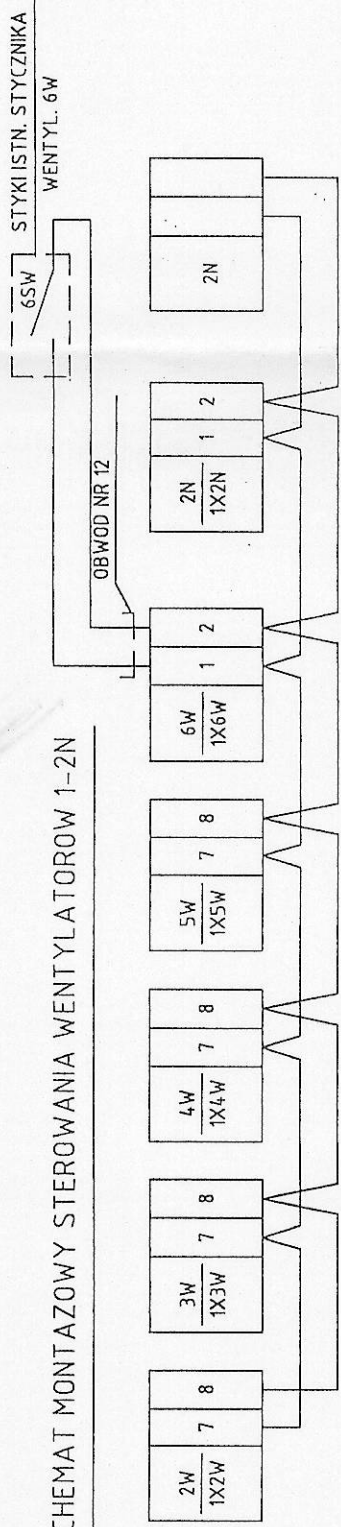 CHEMAT MONTAZOWY STEROWANIA WENTYLATOROW 1-2N
STYKI ISTN. STYCZNIKA
WENTYL. 6W
6SW
OBWOD NR 12
2W
1X2W
7
8
3W
1X3W
7
8
4W
1X4W
7
8
5W
1X5W
7
8
6W
1X6W
1
2
2N
1X2N
1
2
2N